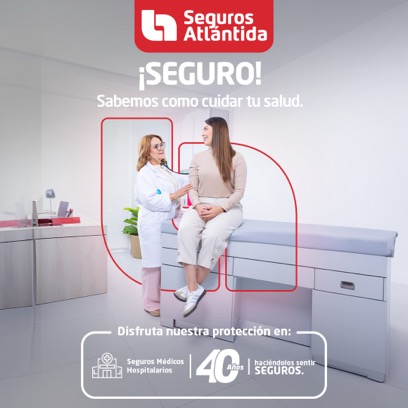 Seguros
Atlántida
¡SEGURO!
Sabemos como cuidar tu salud.
Disfruta nuestra protección en:
Seguros Médicos
Hospitalarios
40 Años
haciéndolos sentir
SEGUROS.